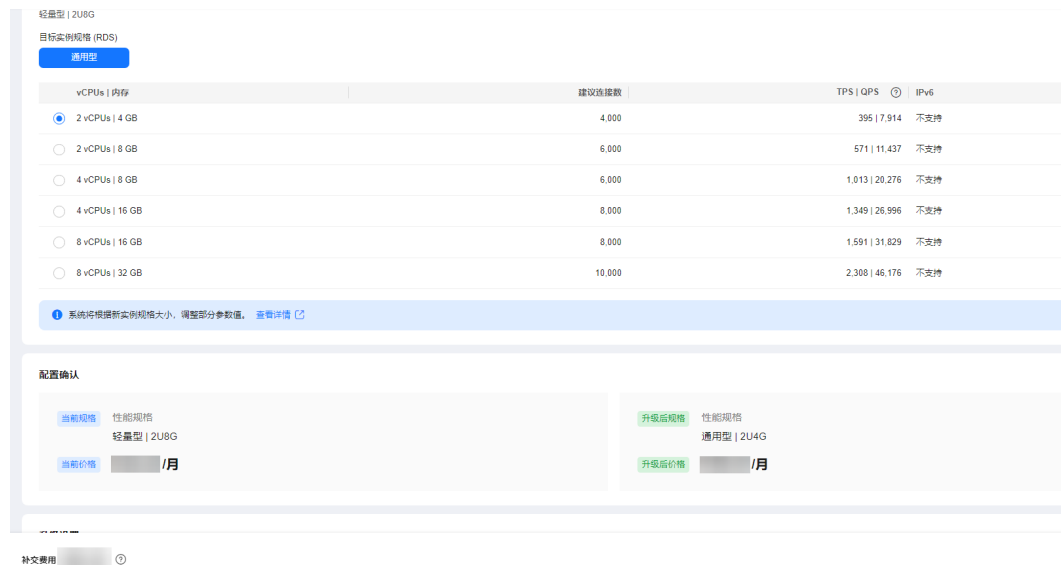 轻量型 | 2U8G
目标实例规格 (RDS)
通用型
vCPUs | 内存 建议连接数 TPS | QPS ? IPv6
2 vCPUs | 4 GB 4,000 395 | 7,914 不支持
2 vCPUs | 8 GB 6,000 571 | 11,437 不支持
4 vCPUs | 8 GB 6,000 1,013 | 20,276 不支持
4 vCPUs | 16 GB 8,000 1,349 | 26,996 不支持
8 vCPUs | 16 GB 8,000 1,591 | 31,829 不支持
8 vCPUs | 32 GB 10,000 2,308 | 46,176 不支持
系统将根据新实例规格大小，调整部分参数值。 查看详情
配置确认
当前规格 性能规格
轻量型 | 2U8G
当前价格 /月
升级后规格 性能规格
通用型 | 2U4G
升级后价格 /月
补交费用 ?